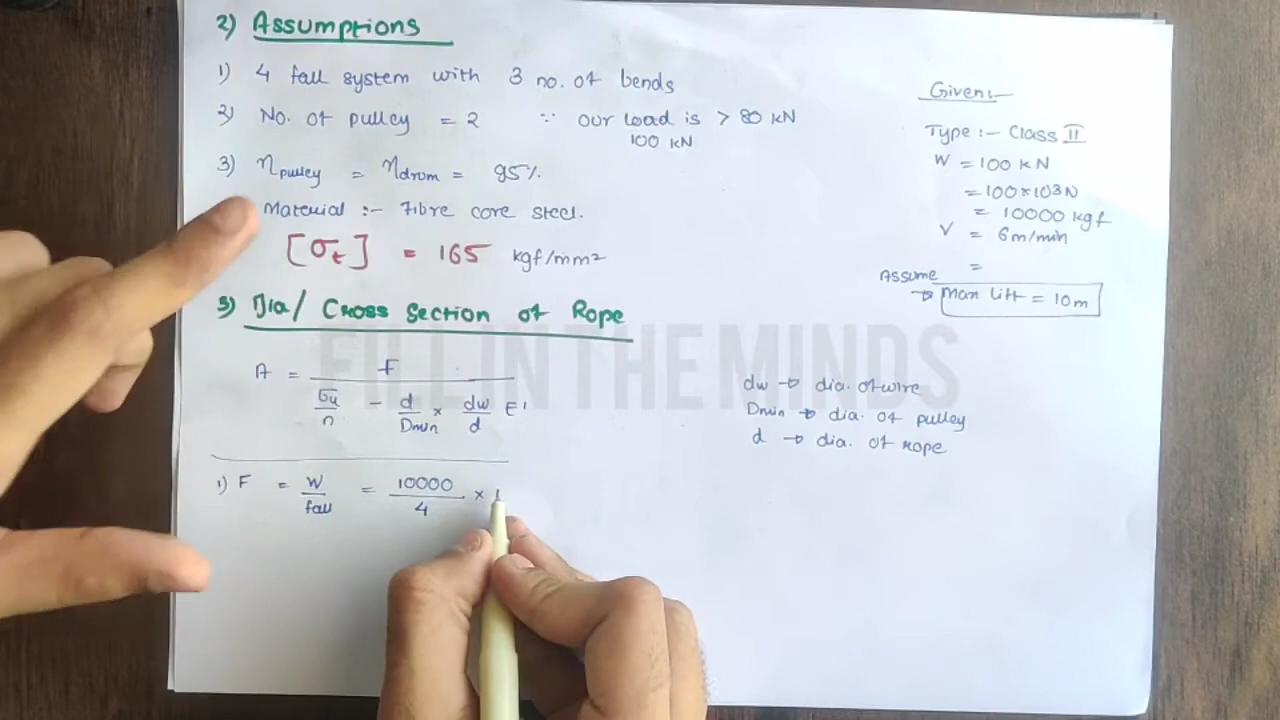 2) Assumptions
1) 4 fall system with 3 no. of bends
2) No. of pulley = 2 ∵ our load is > 80 kN
100 kN
3) ηpulley = ηdrum = 95%
Material :- Fibre core steel.
[σt] = 165 kgf/mm²
3) Dia/ Cross Section of Rope
A = F
σu/n - d/Dmin × dw/d E'
1) F = W/fall = 10000/4 ×
Given:-
Type :- Class II
W = 100 kN
= 100×10³N
= 10000 kgf
V = 6m/min
=
Assume
→ Max lift = 10m
dw → dia. of wire
Dmin → dia. of pulley
d → dia. of rope
FILL IN THE MINDS